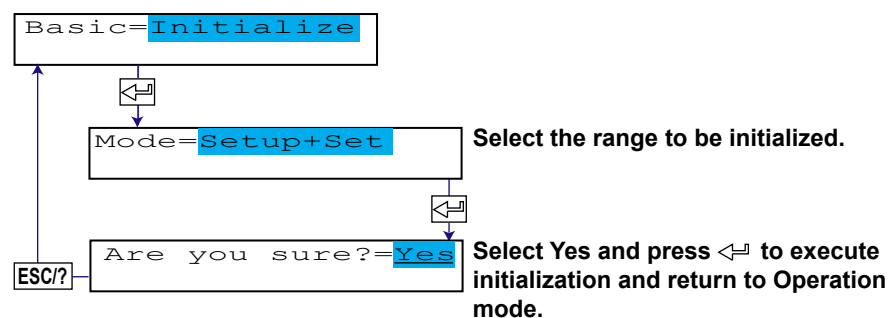 Basic=Initialize
Mode=Setup+Set
Select the range to be initialized.
Are you sure?=Yes
Select Yes and press to execute
initialization and return to Operation
mode.
ESC/?